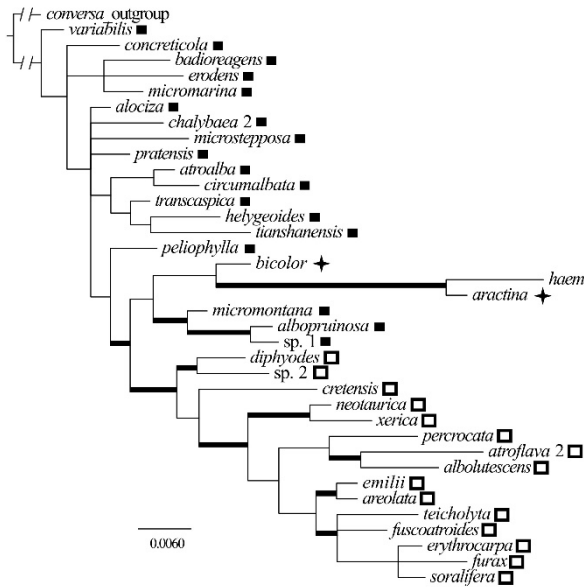 conversa outgroup
variabilis
concreticola
badioreagens
erodens
micromarina
alociza
chalybaea 2
microstepposa
pratensis
atroalba
circumalbata
transcaspica
helygeoides
tianshanensis
peliophylla
bicolor
haem
aractina
micromontana
albopruinosa
sp. 1
diphyodes
sp. 2
cretensis
neotaurica
xerica
percrocata
atroflava 2
albolutescens
emilii
areolata
teicholyta
fuscoatroides
erythrocarpa
furax
soralifera
0.0060